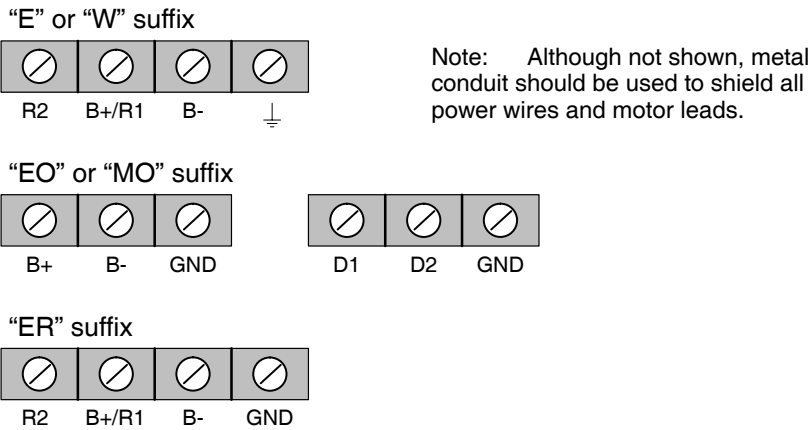 “E” or “W” suffix
R2 B+/R1 B-
Note: Although not shown, metal
conduit should be used to shield all
power wires and motor leads.
“EO” or “MO” suffix
B+ B- GND D1 D2 GND
“ER” suffix
R2 B+/R1 B- GND